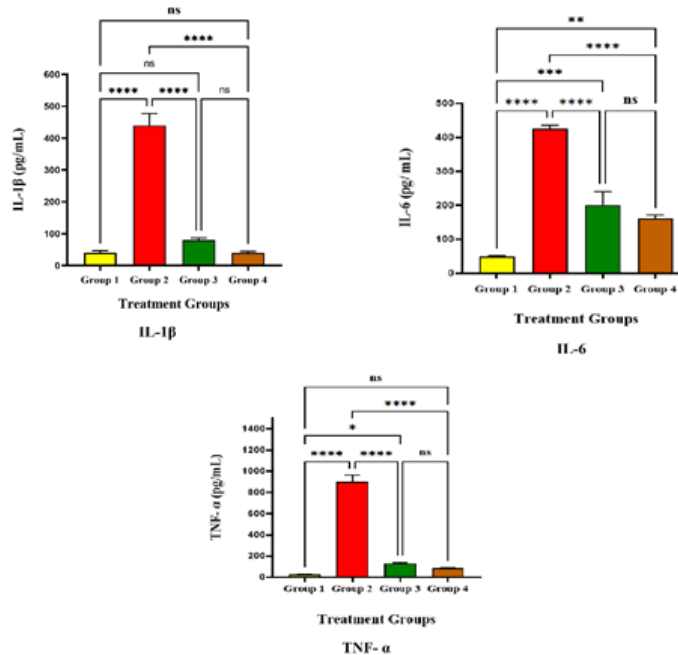 ns
****
ns
**** **** ns
600
500
400
300
200
100
0
IL-1β (pg/mL)
Group 1 Group 2 Group 3 Group 4
Treatment Groups
IL-1β
**
****
***
**** **** ns
600
400
200
0
IL-6 (pg/ mL)
Group 1 Group 2 Group 3 Group 4
Treatment Groups
IL-6
ns
****
*
**** **** ns
1400
1200
1000
800
600
400
200
0
TNF- α (pg/mL)
Group 1 Group 2 Group 3 Group 4
Treatment Groups
TNF- α